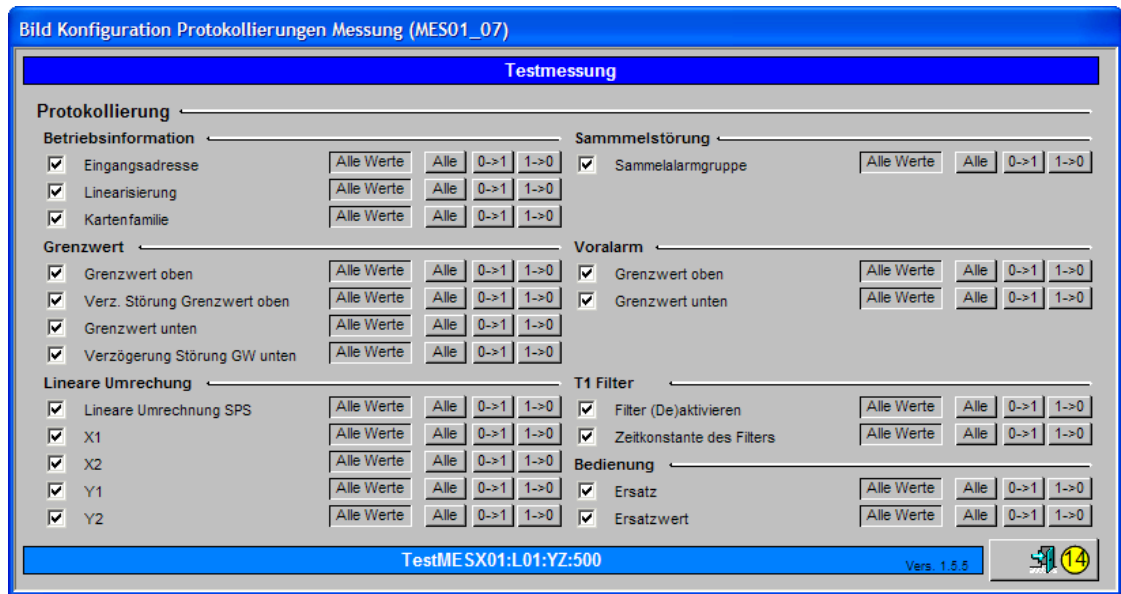 Bild Konfiguration Protokollierungen Messung (MES01_07)
Testmessung
Protokollierung
Betriebsinformation
Eingangsadresse Alle Werte Alle 0->1 1->0
Linearisierung Alle Werte Alle 0->1 1->0
Kartenfamilie Alle Werte Alle 0->1 1->0
Sammmelstörung
Sammelalarmgruppe Alle Werte Alle 0->1 1->0
Grenzwert
Grenzwert oben Alle Werte Alle 0->1 1->0
Verz. Störung Grenzwert oben Alle Werte Alle 0->1 1->0
Grenzwert unten Alle Werte Alle 0->1 1->0
Verzögerung Störung GW unten Alle Werte Alle 0->1 1->0
Voralarm
Grenzwert oben Alle Werte Alle 0->1 1->0
Grenzwert unten Alle Werte Alle 0->1 1->0
Lineare Umrechung
Lineare Umrechnung SPS Alle Werte Alle 0->1 1->0
X1 Alle Werte Alle 0->1 1->0
X2 Alle Werte Alle 0->1 1->0
Y1 Alle Werte Alle 0->1 1->0
Y2 Alle Werte Alle 0->1 1->0
T1 Filter
Filter (De)aktivieren Alle Werte Alle 0->1 1->0
Zeitkonstante des Filters Alle Werte Alle 0->1 1->0
Bedienung
Ersatz Alle Werte Alle 0->1 1->0
Ersatzwert Alle Werte Alle 0->1 1->0
TestMESX01:L01:YZ:500
Vers. 1.5.5
14